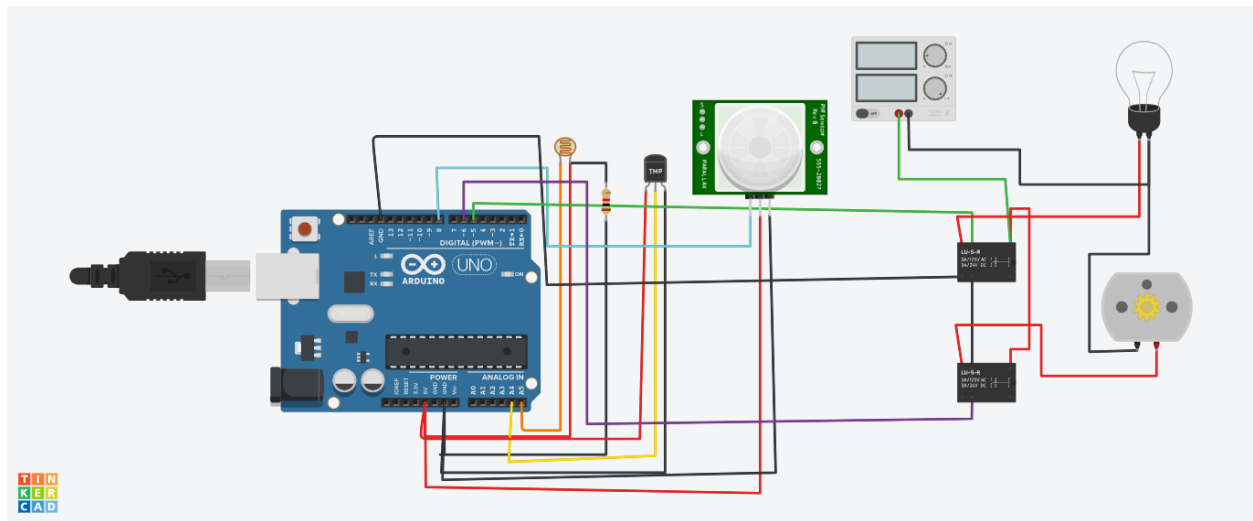 OFF
TMP
PIR Sensor
Rev B
555-28027
PARALLAX
AREF
GND
13
12
~11
~10
~9
8
7
~6
~5
4
~3
2
TX→1
RX←0
DIGITAL (PWM~)
L
TX
RX
UNO
ARDUINO
ON
POWER
ANALOG IN
IOREF
RESET
3.3V
5V
GND
GND
Vin
A0
A1
A2
A3
A4
A5
LU-5-R
3A/125V AC
3A/24V DC
LU-5-R
3A/125V AC
3A/24V DC
TIN
KER
CAD